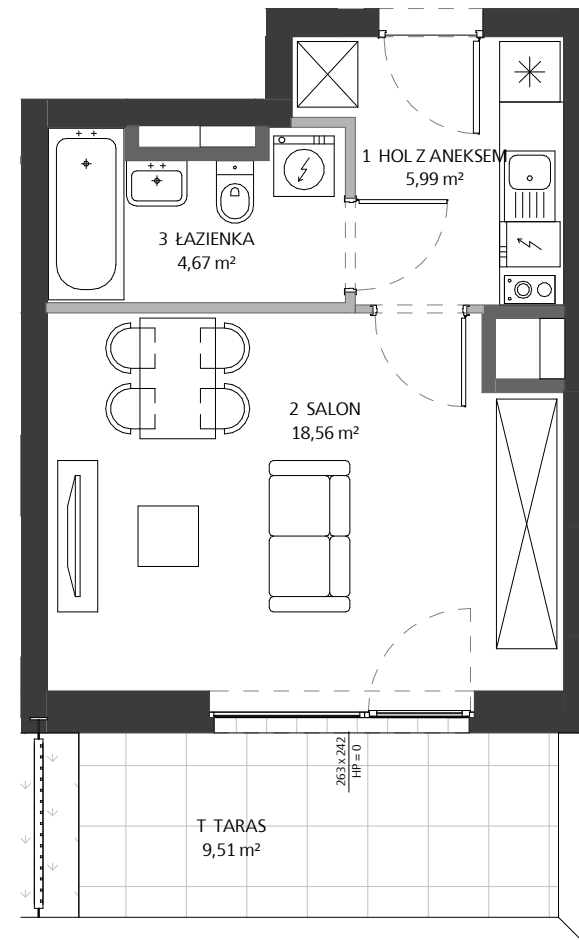 1 HOL Z ANEKSEM
5,99 m²
3 ŁAZIENKA
4,67 m²
2 SALON
18,56 m²
263 x 242
HP = 0
T TARAS
9,51 m²